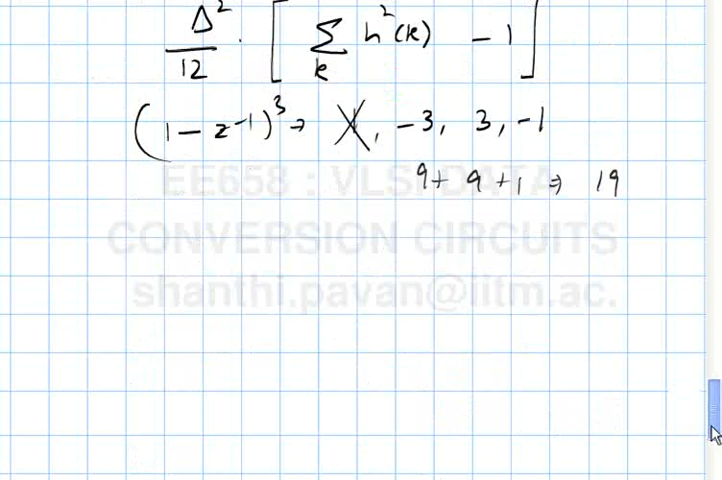 Δ²/12 · [ Σ_k h²(k) - 1 ]
(1 - z⁻¹)³ → 1, -3, 3, -1
9 + 9 + 1 ⇒ 19
EE658 : VLSI DATA
CONVERSION CIRCUITS
shanthi.pavan@iitm.ac.